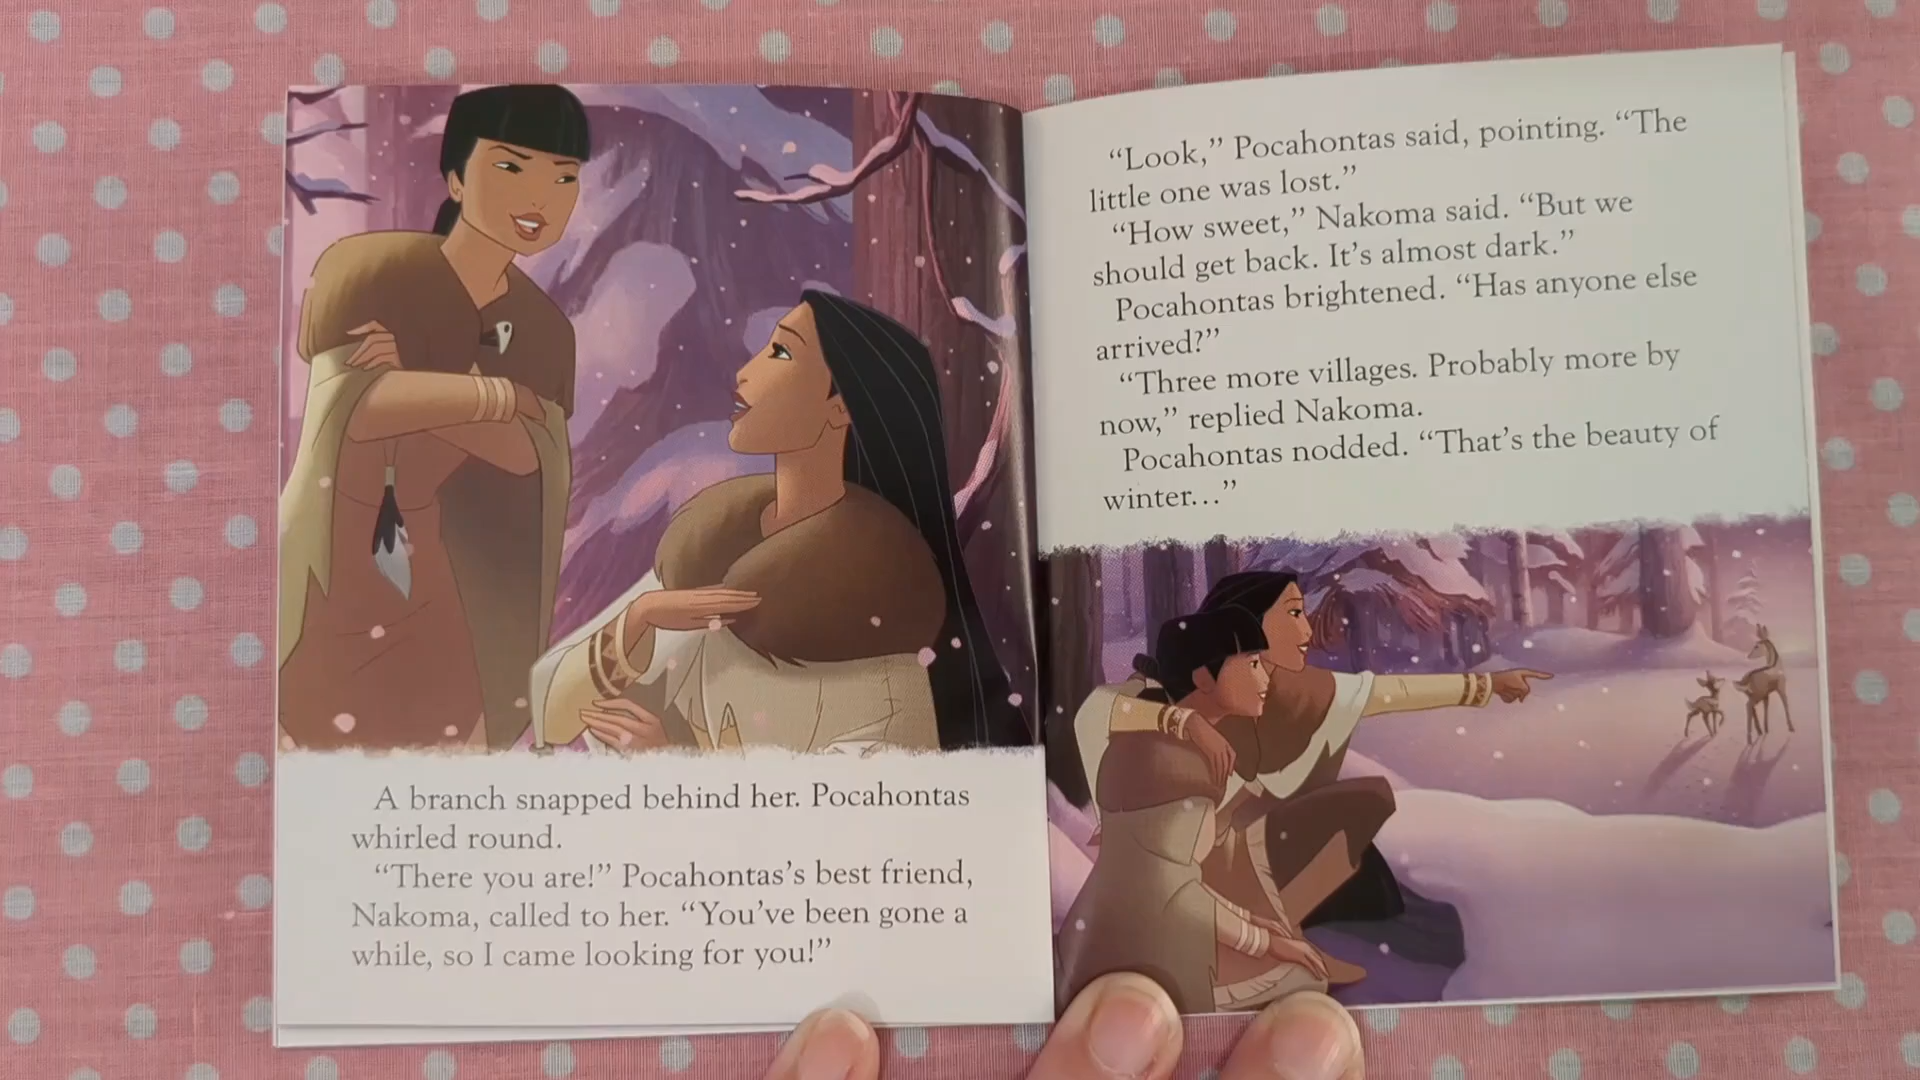 A branch snapped behind her. Pocahontas
whirled round.
“There you are!” Pocahontas’s best friend,
Nakoma, called to her. “You’ve been gone a
while, so I came looking for you!”
“Look,” Pocahontas said, pointing. “The
little one was lost.”
“How sweet,” Nakoma said. “But we
should get back. It’s almost dark.”
Pocahontas brightened. “Has anyone else
arrived?”
“Three more villages. Probably more by
now,” replied Nakoma.
Pocahontas nodded. “That’s the beauty of
winter…”